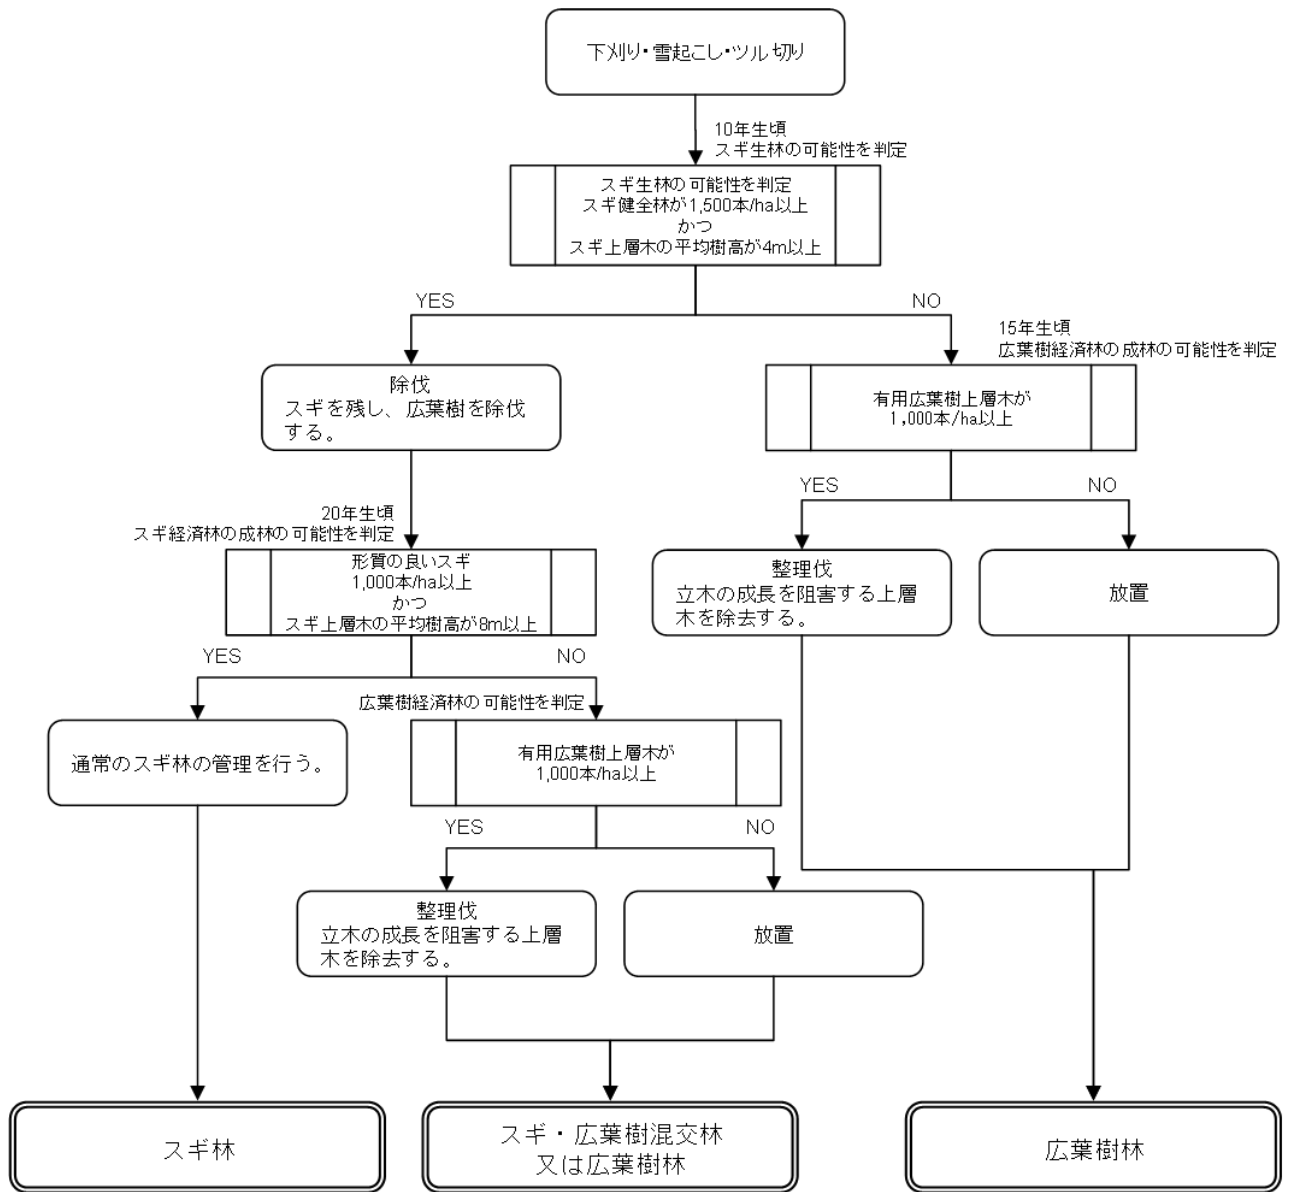 下刈り・雪起こし・ツル切り
10年生頃
スギ生林の可能性を判定
スギ生林の可能性を判定
スギ健全林が1,500本/ha以上
かつ
スギ上層木の平均樹高が4m以上
YES
NO
15年生頃
広葉樹経済林の成林の可能性を判定
除伐
スギを残し、広葉樹を除伐
する。
有用広葉樹上層木が
1,000本/ha以上
YES
NO
20年生頃
スギ経済林の成林の可能性を判定
形質の良いスギ
1,000本/ha以上
かつ
スギ上層木の平均樹高が8m以上
整理伐
立木の成長を阻害する上層
木を除去する。
放置
YES
NO
広葉樹経済林の可能性を判定
通常のスギ林の管理を行う。
有用広葉樹上層木が
1,000本/ha以上
YES
NO
整理伐
立木の成長を阻害する上層
木を除去する。
放置
スギ林
スギ・広葉樹混交林
又は広葉樹林
広葉樹林